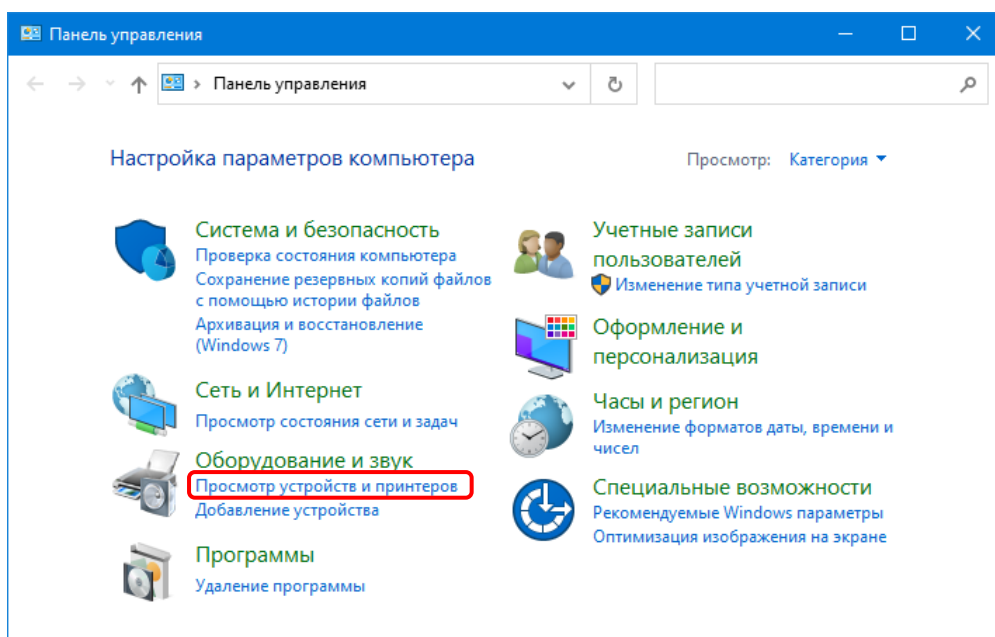 Панель управления
Панель управления
Настройка параметров компьютера
Просмотр: Категория
Система и безопасность
Проверка состояния компьютера
Сохранение резервных копий файлов
с помощью истории файлов
Архивация и восстановление
(Windows 7)
Сеть и Интернет
Просмотр состояния сети и задач
Оборудование и звук
Просмотр устройств и принтеров
Добавление устройства
Программы
Удаление программы
Учетные записи
пользователей
Изменение типа учетной записи
Оформление и
персонализация
Часы и регион
Изменение форматов даты, времени и
чисел
Специальные возможности
Рекомендуемые Windows параметры
Оптимизация изображения на экране